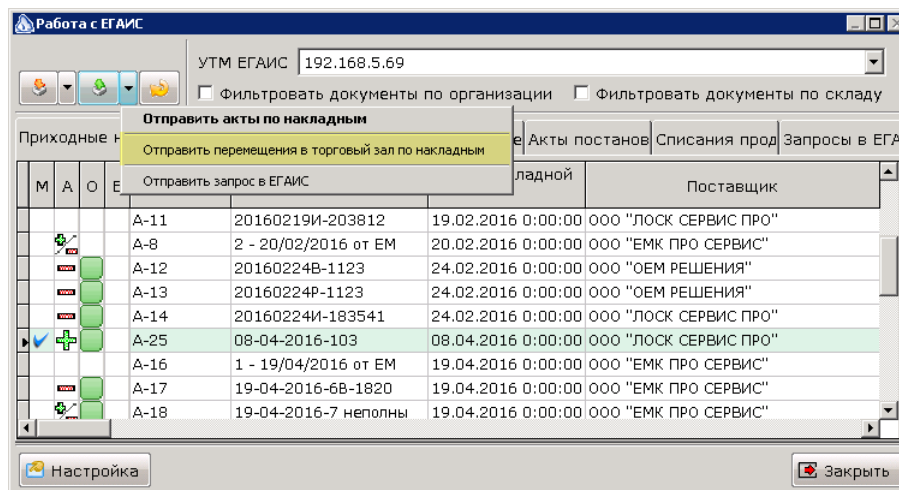 Работа с ЕГАИС
УТМ ЕГАИС 192.168.5.69
Фильтровать документы по организации Фильтровать документы по складу
Отправить акты по накладным
Приходные е Акты постанов Списания прод Запросы в ЕГА
Отправить перемещения в торговый зал по накладным
Отправить запрос в ЕГАИС
М А О Е ладной Поставщик
А-11 20160219И-203812 19.02.2016 0:00:00 ООО "ЛОСК СЕРВИС ПРО"
А-8 2 - 20/02/2016 от ЕМ 20.02.2016 0:00:00 ООО "ЕМК ПРО СЕРВИС"
А-12 20160224В-1123 24.02.2016 0:00:00 ООО "ОЕМ РЕШЕНИЯ"
А-13 20160224Р-1123 24.02.2016 0:00:00 ООО "ОЕМ РЕШЕНИЯ"
А-14 20160224И-183541 24.02.2016 0:00:00 ООО "ЛОСК СЕРВИС ПРО"
А-25 08-04-2016-103 08.04.2016 0:00:00 ООО "ЛОСК СЕРВИС ПРО"
А-16 1 - 19/04/2016 от ЕМ 19.04.2016 0:00:00 ООО "ЕМК ПРО СЕРВИС"
А-17 19-04-2016-6В-1820 19.04.2016 0:00:00 ООО "ЕМК ПРО СЕРВИС"
А-18 19-04-2016-7 неполны 19.04.2016 0:00:00 ООО "ЕМК ПРО СЕРВИС"
Настройка Закрыть